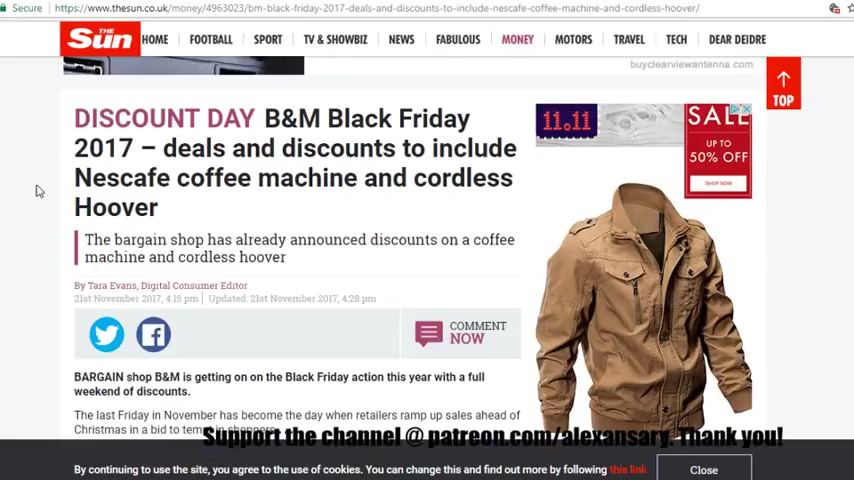 Secure
https://www.thesun.co.uk/money/4963023/bm-black-friday-2017-deals-and-discounts-to-include-nescafe-coffee-machine-and-cordless-hoover/
THE
Sun
HOME FOOTBALL SPORT TV & SHOWBIZ NEWS FABULOUS MONEY MOTORS TRAVEL TECH DEAR DEIDRE
buyclearviewantenna.com
TOP
DISCOUNT DAY B&M Black Friday
2017 – deals and discounts to include
Nescafe coffee machine and cordless
Hoover
The bargain shop has already announced discounts on a coffee
machine and cordless hoover
By Tara Evans, Digital Consumer Editor
21st November 2017, 4:15 pm Updated: 21st November 2017, 4:28 pm
COMMENT
NOW
BARGAIN shop B&M is getting on on the Black Friday action this year with a full
weekend of discounts.
The last Friday in November has become the day when retailers ramp up sales ahead of
Christmas in a bid to
11.11
SALE
UP TO
50% OFF
SHOP NOW
Support the channel @ patreon.com/alexansary. Thank you!
By continuing to use the site, you agree to the use of cookies. You can change this and find out more by following this link
Close